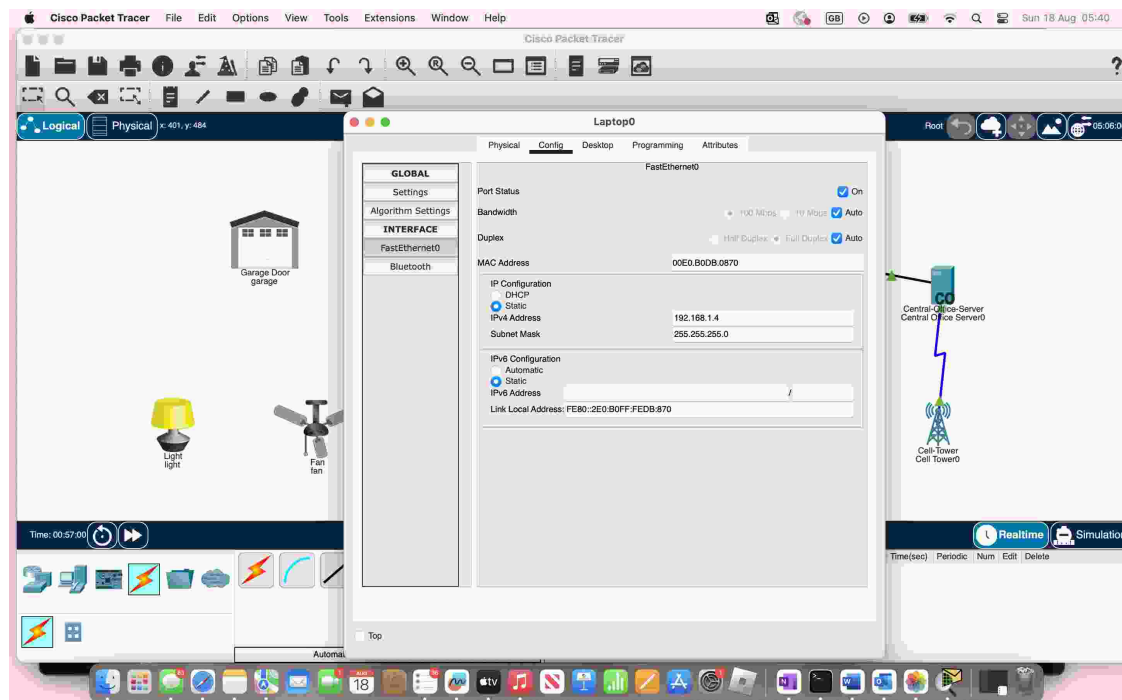 Cisco Packet Tracer File Edit Options View Tools Extensions Window Help GB Sun 18 Aug 05:40
Cisco Packet Tracer
?
Logical Physical x: 401, y: 484 Root 05:06:0
Laptop0
Physical Config Desktop Programming Attributes
GLOBAL
Settings
Algorithm Settings
INTERFACE
FastEthernet0
Bluetooth
FastEthernet0
Port Status On
Bandwidth 100 Mbps 10 Mbps Auto
Duplex Half Duplex Full Duplex Auto
MAC Address 00E0.B0DB.0870
IP Configuration
DHCP
Static
IPv4 Address 192.168.1.4
Subnet Mask 255.255.255.0
IPv6 Configuration
Automatic
Static
IPv6 Address /
Link Local Address: FE80::2E0:B0FF:FEDB:870
Top
Garage Door
garage
Light
light
Fan
fan
CO
Central-Office-Server
Central Office Server0
Cell-Tower
Cell Tower0
Time: 00:57:00 Realtime Simulation
Time(sec) Periodic Num Edit Delete
Automa
AUG
18
tv